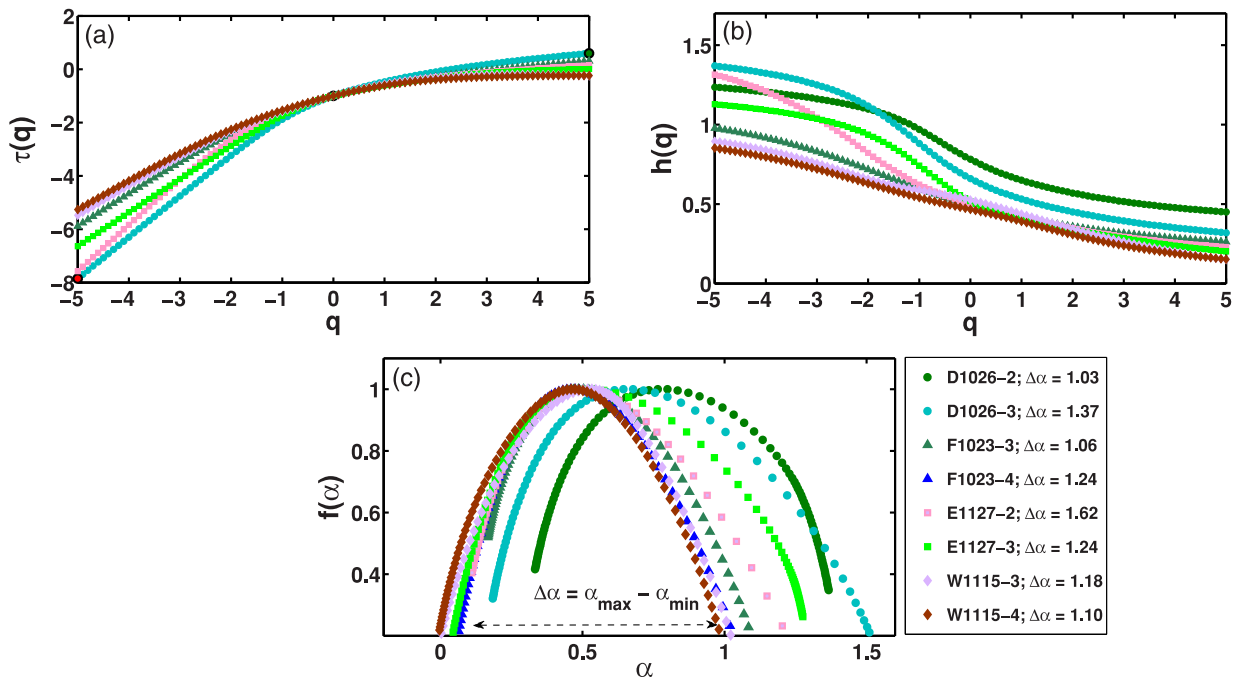 (a)
τ(q)
2
0
−2
−4
−6
−8
−5 −4 −3 −2 −1 0 1 2 3 4 5
q
(b)
h(q)
1.5
1
0.5
0
−5 −4 −3 −2 −1 0 1 2 3 4 5
q
(c)
f(α)
1
0.8
0.6
0.4
Δα = α_max − α_min
0 0.5 1 1.5
α
D1026−2; Δα = 1.03
D1026−3; Δα = 1.37
F1023−3; Δα = 1.06
F1023−4; Δα = 1.24
E1127−2; Δα = 1.62
E1127−3; Δα = 1.24
W1115−3; Δα = 1.18
W1115−4; Δα = 1.10